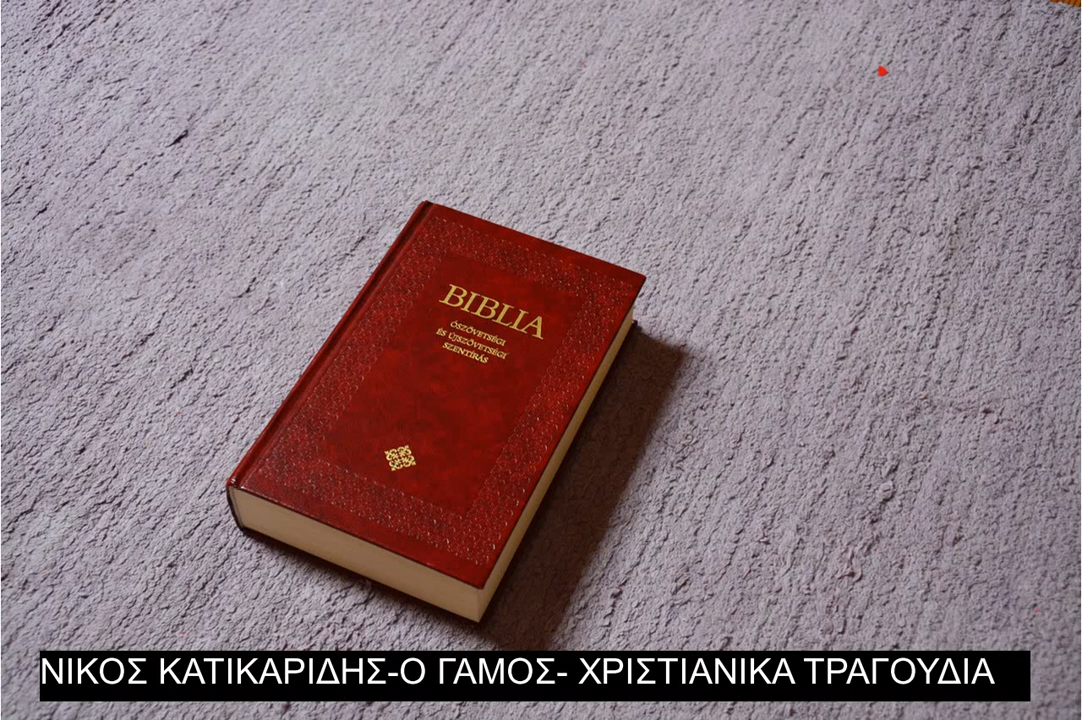 BIBLIA
ÓSZÖVETSÉGI
ÉS ÚJSZÖVETSÉGI
SZENTÍRÁS
ΝΙΚΟΣ ΚΑΤΙΚΑΡΙΔΗΣ-Ο ΓΑΜΟΣ- ΧΡΙΣΤΙΑΝΙΚΑ ΤΡΑΓΟΥΔΙΑ